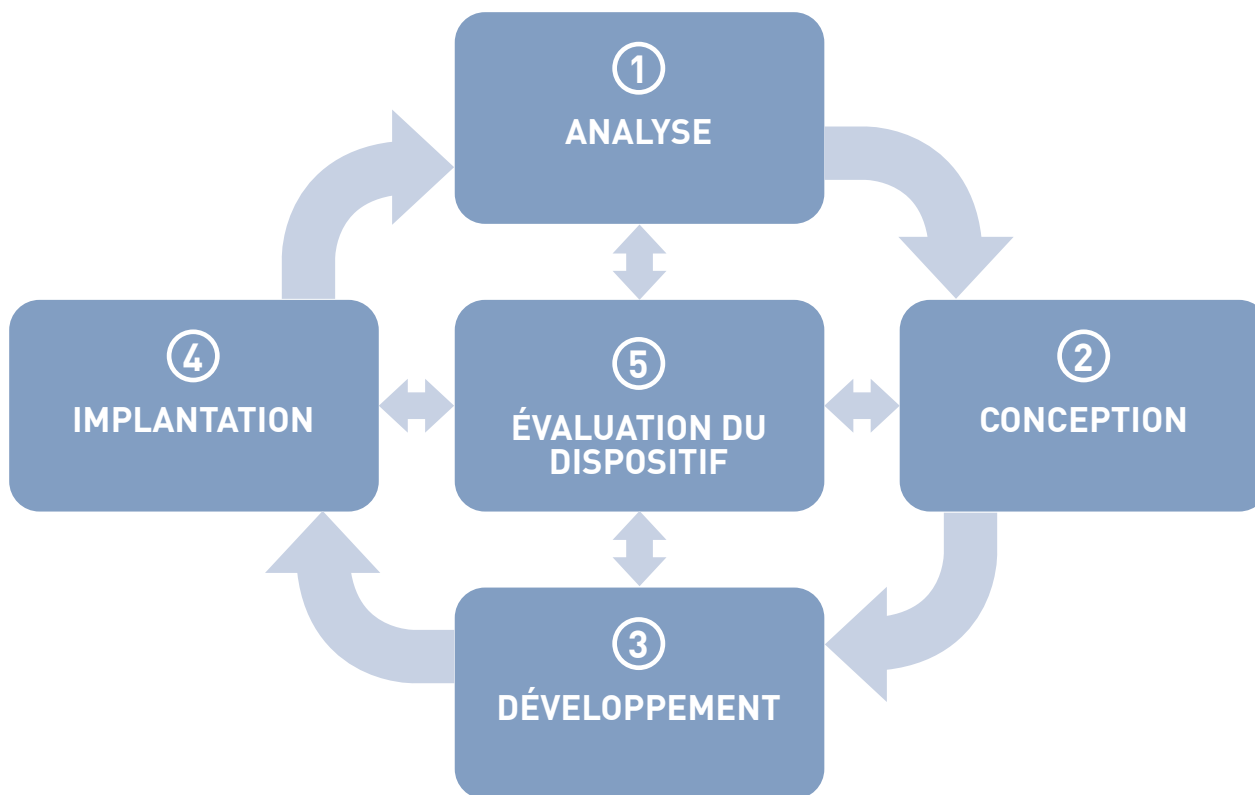 1
ANALYSE
4
IMPLANTATION
5
ÉVALUATION DU
DISPOSITIF
2
CONCEPTION
3
DÉVELOPPEMENT